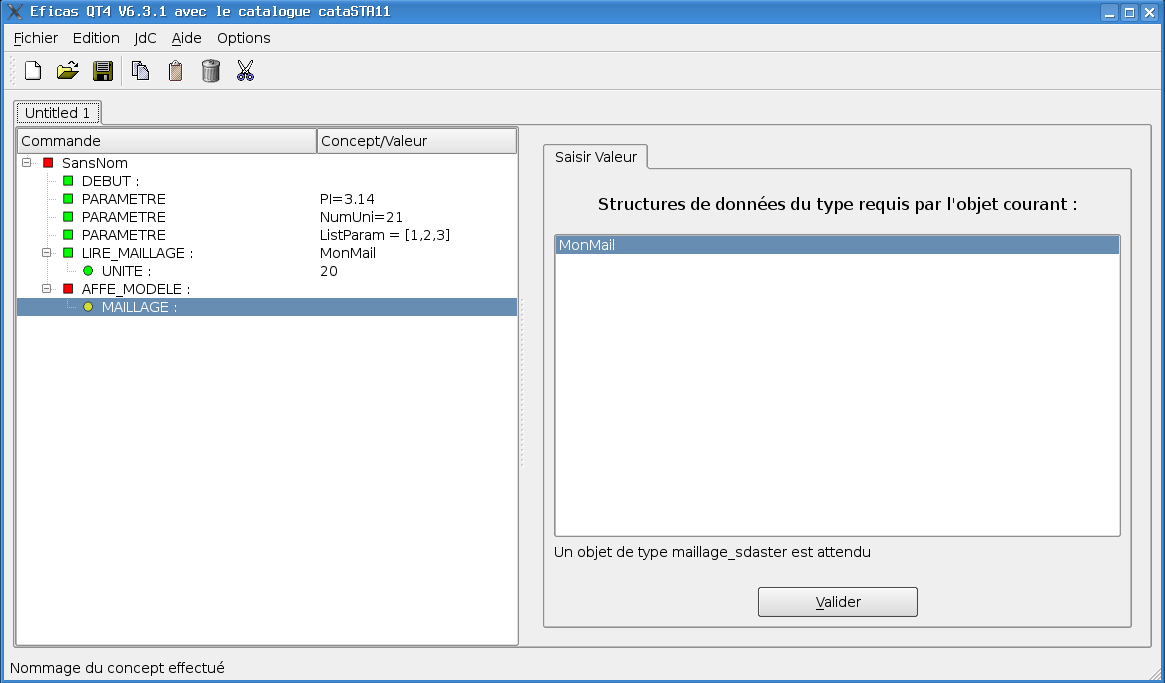 Eficas QT4 V6.3.1 avec le catalogue cataSTA11
Fichier Edition JdC Aide Options
Untitled 1
Commande Concept/Valeur
SansNom
DEBUT :
PARAMETRE PI=3.14
PARAMETRE NumUni=21
PARAMETRE ListParam = [1,2,3]
LIRE_MAILLAGE : MonMail
UNITE : 20
AFFE_MODELE :
MAILLAGE :
Saisir Valeur
Structures de données du type requis par l'objet courant :
MonMail
Un objet de type maillage_sdaster est attendu
Valider
Nommage du concept effectué